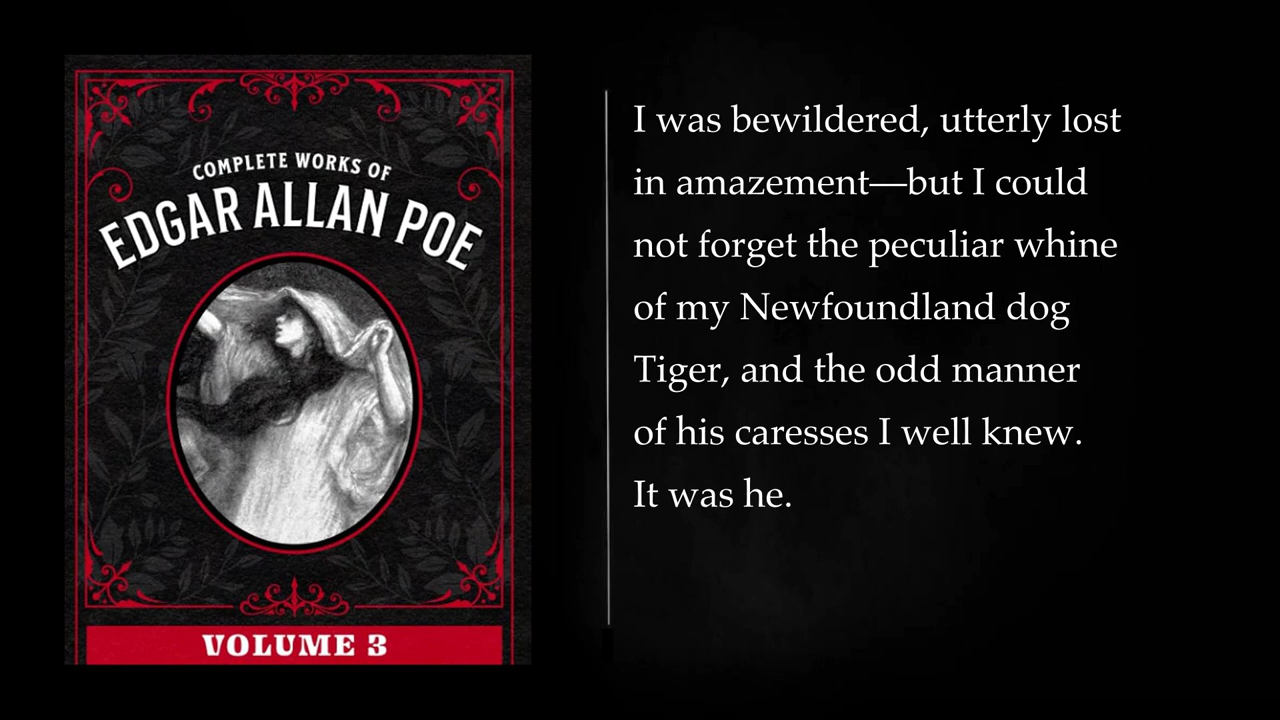 COMPLETE WORKS OF
EDGAR ALLAN POE
VOLUME 3
I was bewildered, utterly lost
in amazement—but I could
not forget the peculiar whine
of my Newfoundland dog
Tiger, and the odd manner
of his caresses I well knew.
It was he.